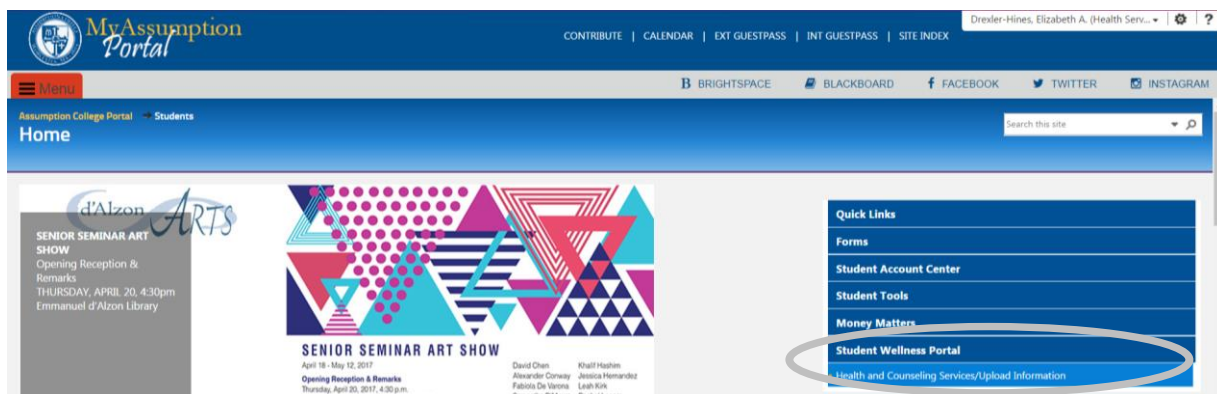 MyAssumption
Portal
Drexler-Hines, Elizabeth A. (Health Serv... ?
CONTRIBUTE | CALENDAR | EXT GUESTPASS | INT GUESTPASS | SITE INDEX
Menu
B BRIGHTSPACE BLACKBOARD f FACEBOOK TWITTER INSTAGRAM
Assumption College Portal Students
Home
Search this site
d'Alzon ARTS
SENIOR SEMINAR ART
SHOW
Opening Reception &
Remarks
THURSDAY, APRIL 20, 4:30pm
Emmanuel d'Alzon Library
SENIOR SEMINAR ART SHOW
April 18 - May 12, 2017
Opening Reception & Remarks
Thursday, April 20, 2017, 4:30 p.m.
David Chen Khalif Hashim
Alexander Conway Jessica Hernandez
Fabiola De Varona Leah Kirk
Quick Links
Forms
Student Account Center
Student Tools
Money Matters
Student Wellness Portal
Health and Counseling Services/Upload Information